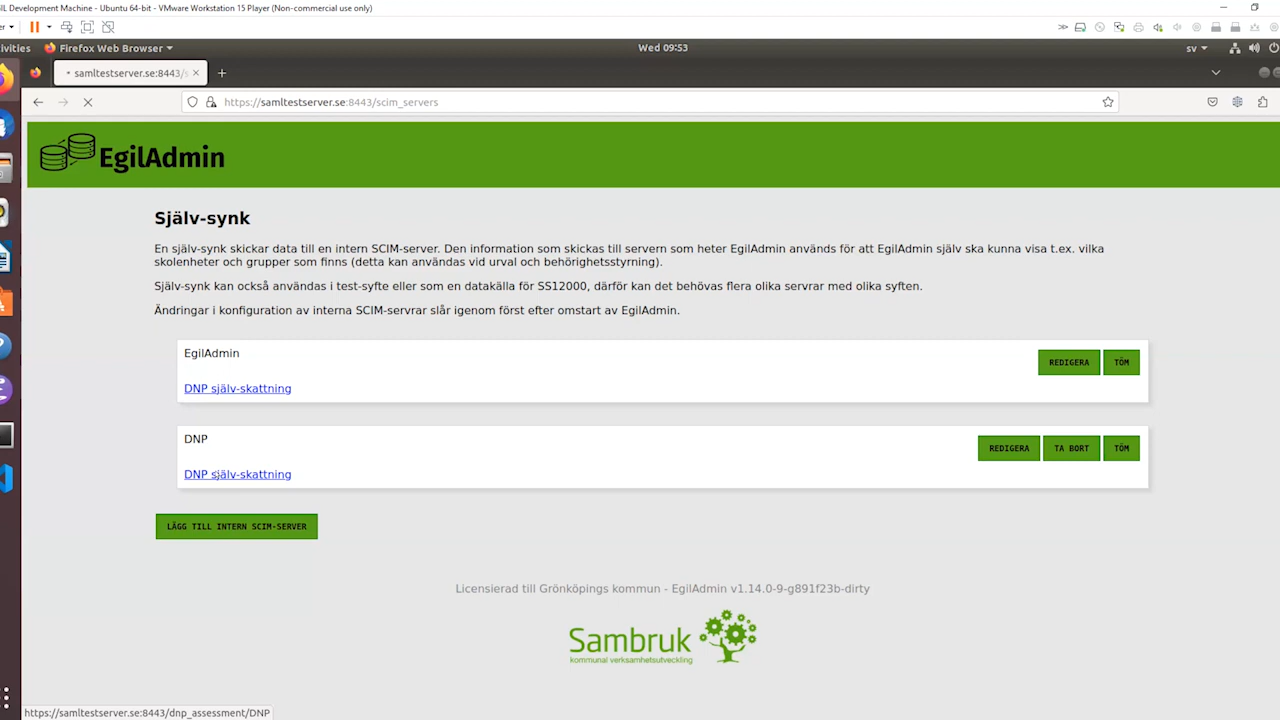 IL Development Machine - Ubuntu 64-bit - VMware Workstation 15 Player (Non-commercial use only)
er
ivities Firefox Web Browser Wed 09:53 sv
samltestserver.se:8443/s
https://samltestserver.se:8443/scim_servers
EgilAdmin
Själv-synk
En själv-synk skickar data till en intern SCIM-server. Den information som skickas till servern som heter EgilAdmin används för att EgilAdmin själv ska kunna visa t.ex. vilka
skolenheter och grupper som finns (detta kan användas vid urval och behörighetsstyrning).
Själv-synk kan också användas i test-syfte eller som en datakälla för SS12000, därför kan det behövas flera olika servrar med olika syften.
Ändringar i konfiguration av interna SCIM-servrar slår igenom först efter omstart av EgilAdmin.
EgilAdmin REDIGERA TÖM
DNP själv-skattning
DNP REDIGERA TA BORT TÖM
DNP själv-skattning
LÄGG TILL INTERN SCIM-SERVER
Licensierad till Grönköpings kommun - EgilAdmin v1.14.0-9-g891f23b-dirty
Sambruk
kommunal verksamhetsutveckling
https://samltestserver.se:8443/dnp_assessment/DNP